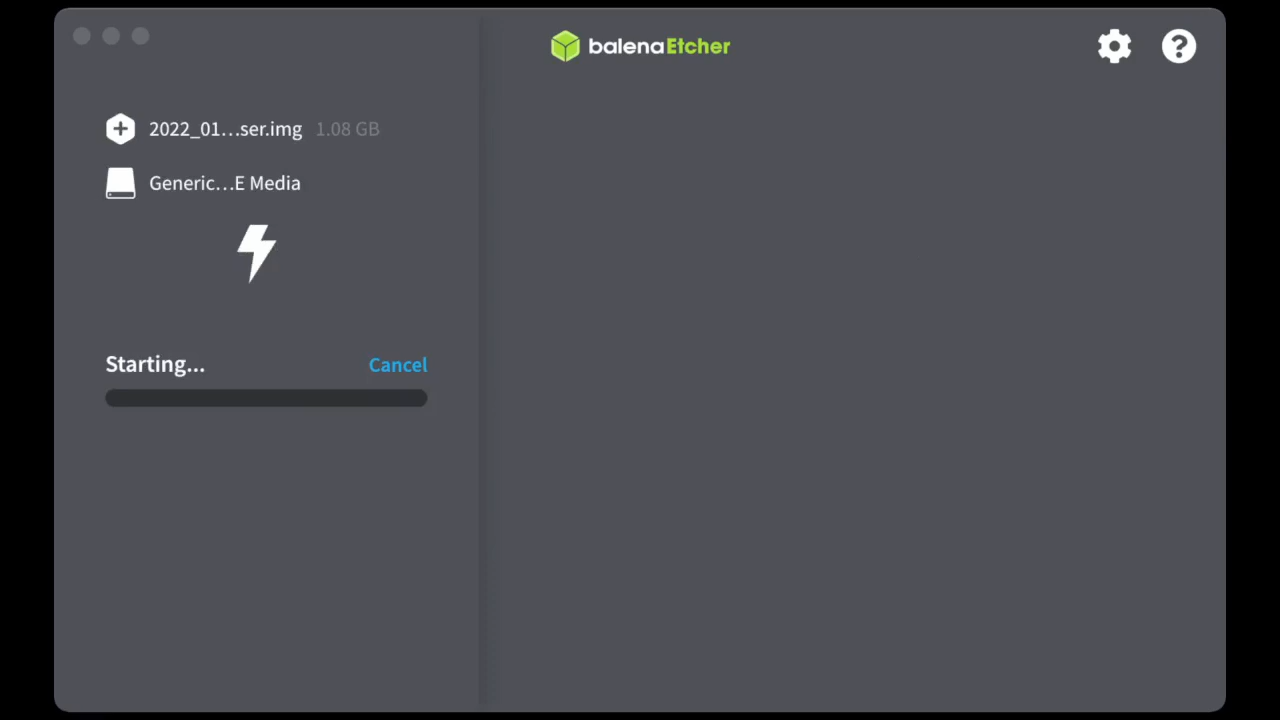 balenaEtcher
2022_01...ser.img 1.08 GB
Generic...E Media
Starting...
Cancel